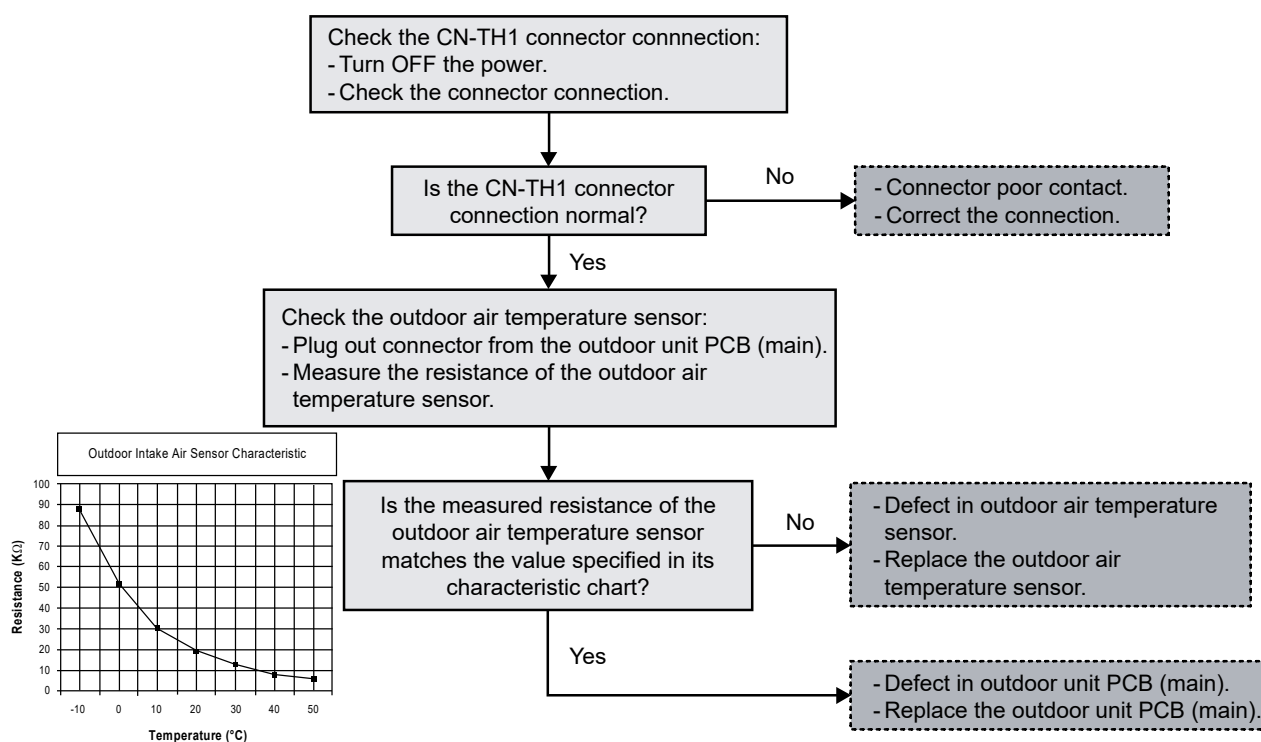 Check the CN-TH1 connector connnection:
- Turn OFF the power.
- Check the connector connection.
Is the CN-TH1 connector
connection normal?
No
- Connector poor contact.
- Correct the connection.
Yes
Check the outdoor air temperature sensor:
- Plug out connector from the outdoor unit PCB (main).
- Measure the resistance of the outdoor air
temperature sensor.
Outdoor Intake Air Sensor Characteristic
100
90
80
70
60
50
40
30
20
10
0
Resistance (KΩ)
-10 0 10 20 30 40 50
Temperature (°C)
Is the measured resistance of the
outdoor air temperature sensor
matches the value specified in its
characteristic chart?
No
- Defect in outdoor air temperature
sensor.
- Replace the outdoor air
temperature sensor.
Yes
- Defect in outdoor unit PCB (main).
- Replace the outdoor unit PCB (main).